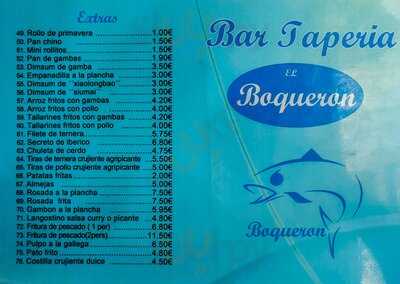 Extras
49. Rollo de primavera 1.00€
50. Pan chino 1.50€
51. Mini rollitos 1.50€
52. Pan de gambas 1.90€
53. Dimsum de gamba 3.50€
54. Empanadilla a la plancha 3.00€
55. Dimsum de ¨xiaolongbao¨ 3.00€
56. Dimsum de ¨siumai¨ 3.00€
57. Arroz fritos con gambas 4.20€
58. Arroz fritos con pollo 4.00€
59. Tallarines fritos con gambas 4.20€
60. Tallarines fritos con pollo 4.00€
61. Filete de ternera 5.75€
62. Secreto de iberico 6.80€
63. Chuleta de cerdo 4.75€
64. Tiras de ternera crujiente agripicante 5.50€
65. Tiras de pollo crujiente agripicante 5.00€
66. Patatas fritas 2.00€
67. Almejas 5.00€
68. Rosada a la plancha 7.50€
69. Rosada frita 7.50€
70. Gambon a la plancha 5.95€
71. Langostino salsa curry o picante 4.80€
72. Fritura de pescado ( 1 per) 6.80€
73. Fritura de pescado(2pers) 11.50€
74. Pulpo a la gallega 6.50€
75. Pato frito 4.80€
76. Costilla crujiente dulce 4.50€
Bar Taperia
EL
Boqueron
Boqueron